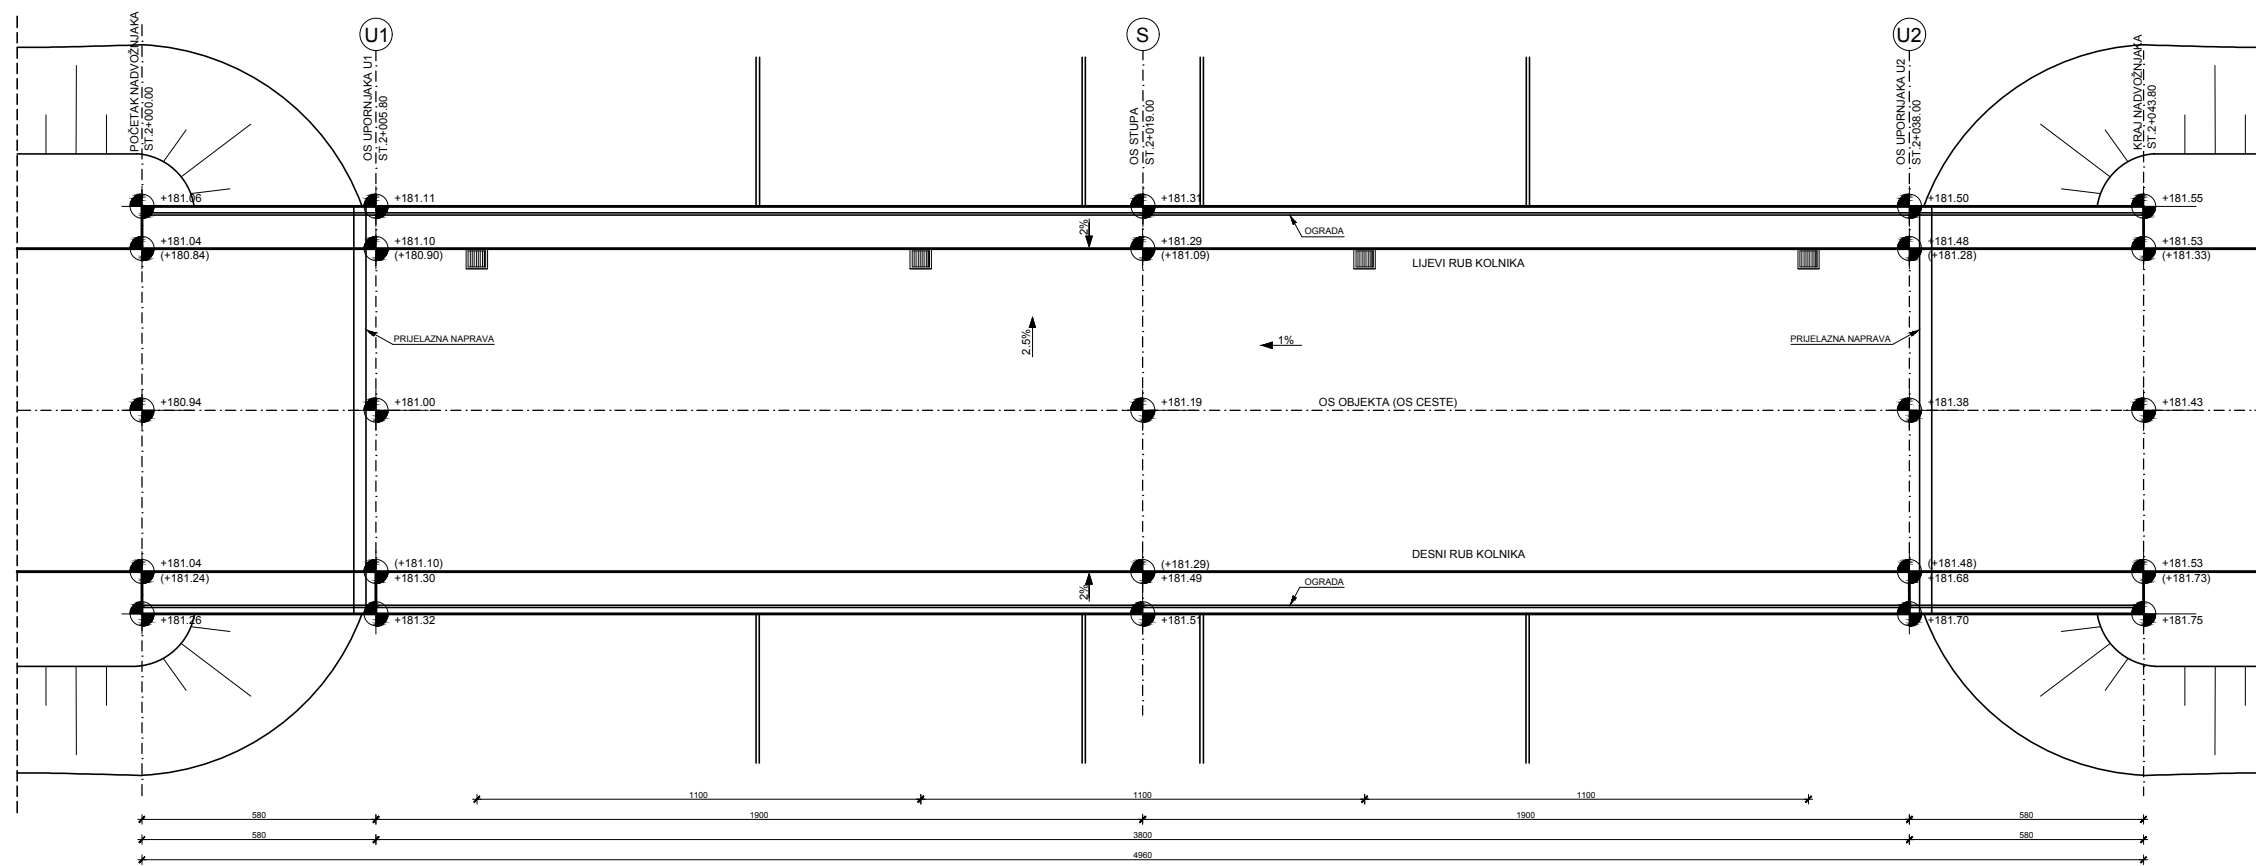 U1
S
U2
POČETAK NADVOŽNJAKA
ST.2+000.00
OS UPORNJAKA U1
ST.2+005.80
OS STUPA
ST.2+019.00
OS UPORNJAKA U2
ST.2+038.00
KRAJ NADVOŽNJAKA
ST.2+043.80
+181.06
+181.11
+181.31
+181.50
+181.55
2%
OGRADA
+181.04
(+180.84)
+181.10
(+180.90)
+181.29
(+181.09)
+181.48
(+181.28)
+181.53
(+181.33)
LIJEVI RUB KOLNIKA
PRIJELAZNA NAPRAVA
2.5%
1%
PRIJELAZNA NAPRAVA
+180.94
+181.00
+181.19
OS OBJEKTA (OS CESTE)
+181.38
+181.43
DESNI RUB KOLNIKA
+181.04
(+181.24)
(+181.10)
+181.30
(+181.29)
+181.49
(+181.48)
+181.68
+181.53
(+181.73)
2%
OGRADA
+181.26
+181.32
+181.51
+181.70
+181.75
1100
1100
1100
580
1900
1900
580
580
3800
580
4960